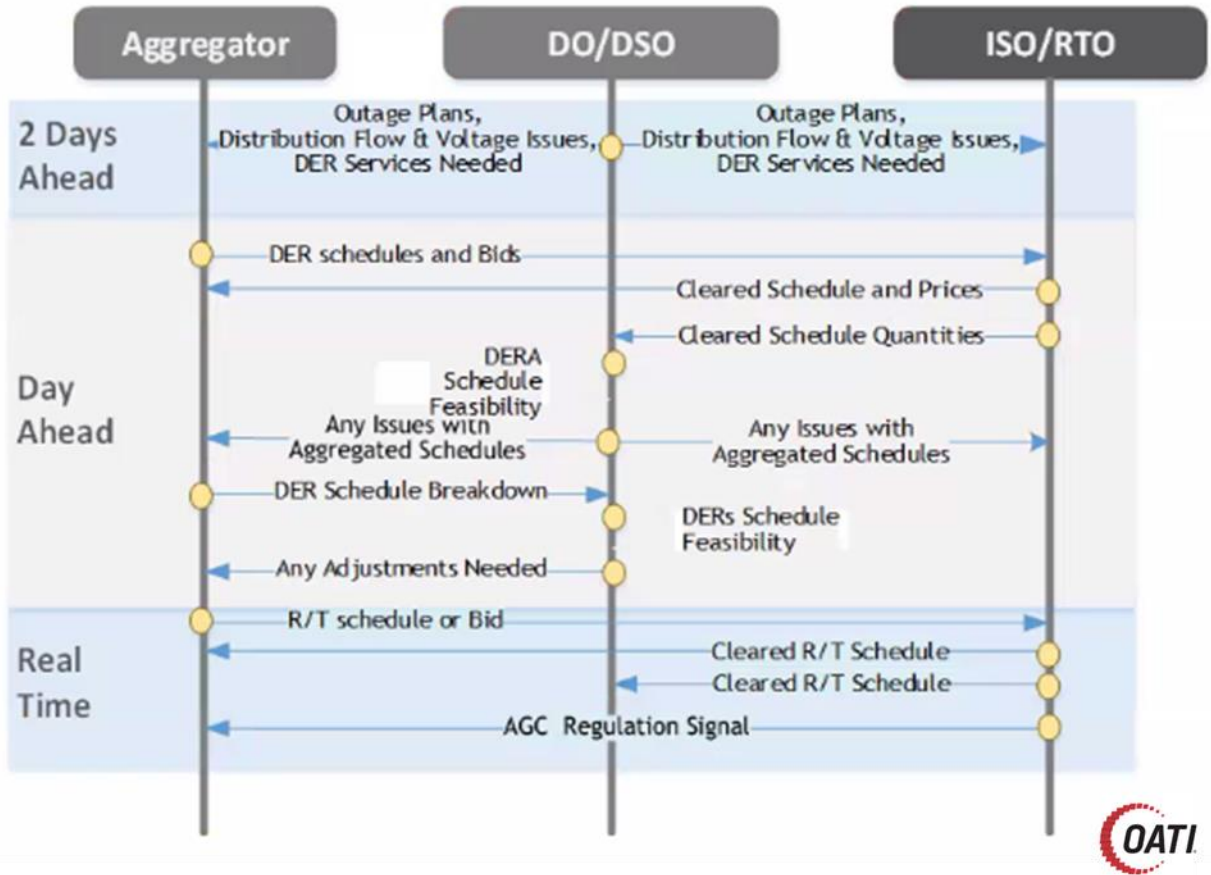 Aggregator
DO/DSO
ISO/RTO
2 Days
Ahead
Outage Plans,
Distribution Flow & Voltage Issues,
DER Services Needed
Outage Plans,
Distribution Flow & Voltage Issues,
DER Services Needed
Day
Ahead
DER schedules and Bids
Cleared Schedule and Prices
Cleared Schedule Quantities
DERA
Schedule
Feasibility
Any Issues with
Aggregated Schedules
Any Issues with
Aggregated Schedules
DER Schedule Breakdown
DERs Schedule
Feasibility
Any Adjustments Needed
Real
Time
R/T schedule or Bid
Cleared R/T Schedule
Cleared R/T Schedule
AGC Regulation Signal
OATI